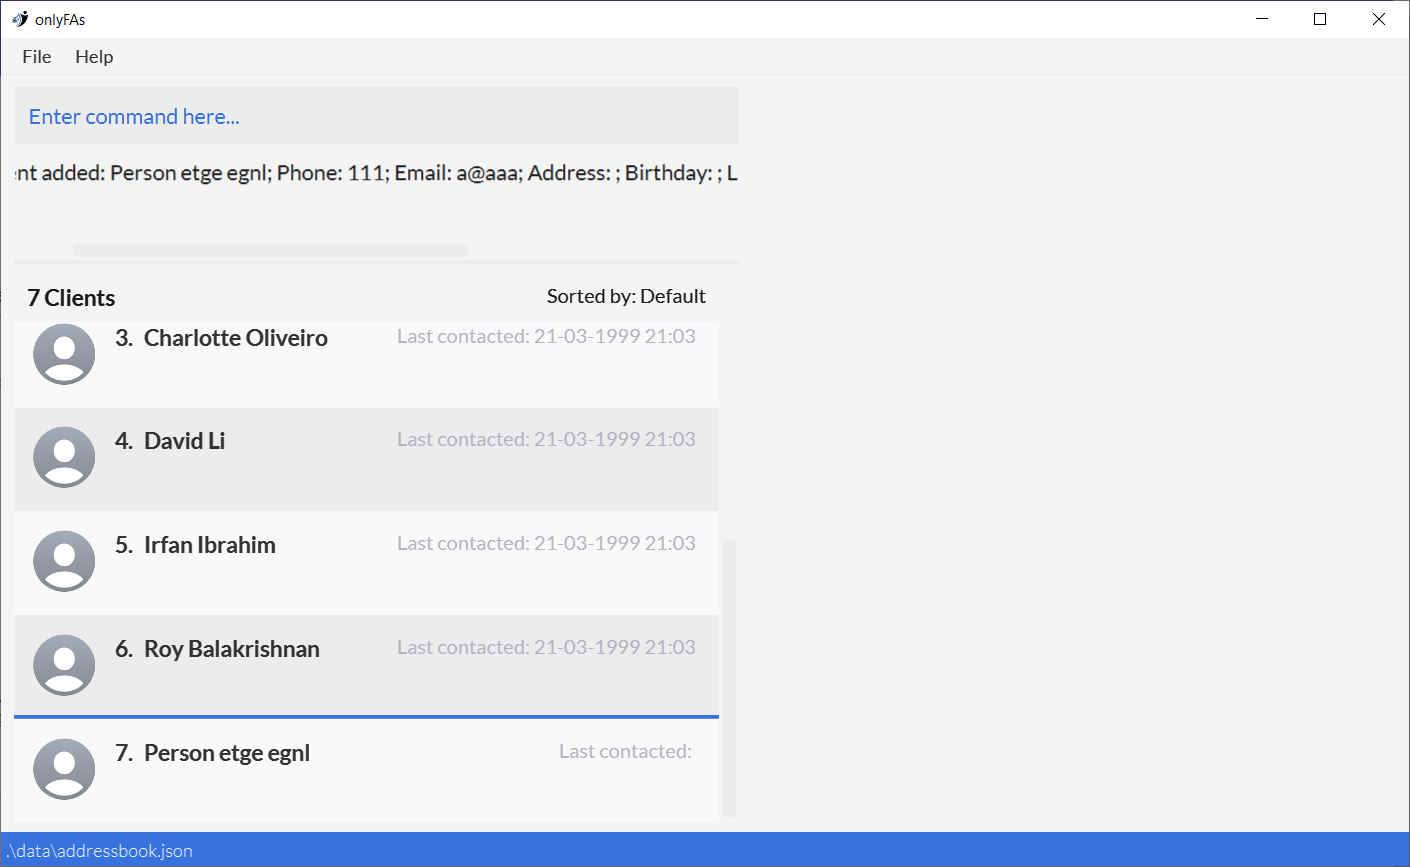 onlyFAs
File Help
Enter command here...
nt added: Person etge egnl; Phone: 111; Email: a@aaa; Address: ; Birthday: ; L
7 Clients Sorted by: Default
3. Charlotte Oliveiro Last contacted: 21-03-1999 21:03
4. David Li Last contacted: 21-03-1999 21:03
5. Irfan Ibrahim Last contacted: 21-03-1999 21:03
6. Roy Balakrishnan Last contacted: 21-03-1999 21:03
7. Person etge egnl Last contacted:
.\data\addressbook.json